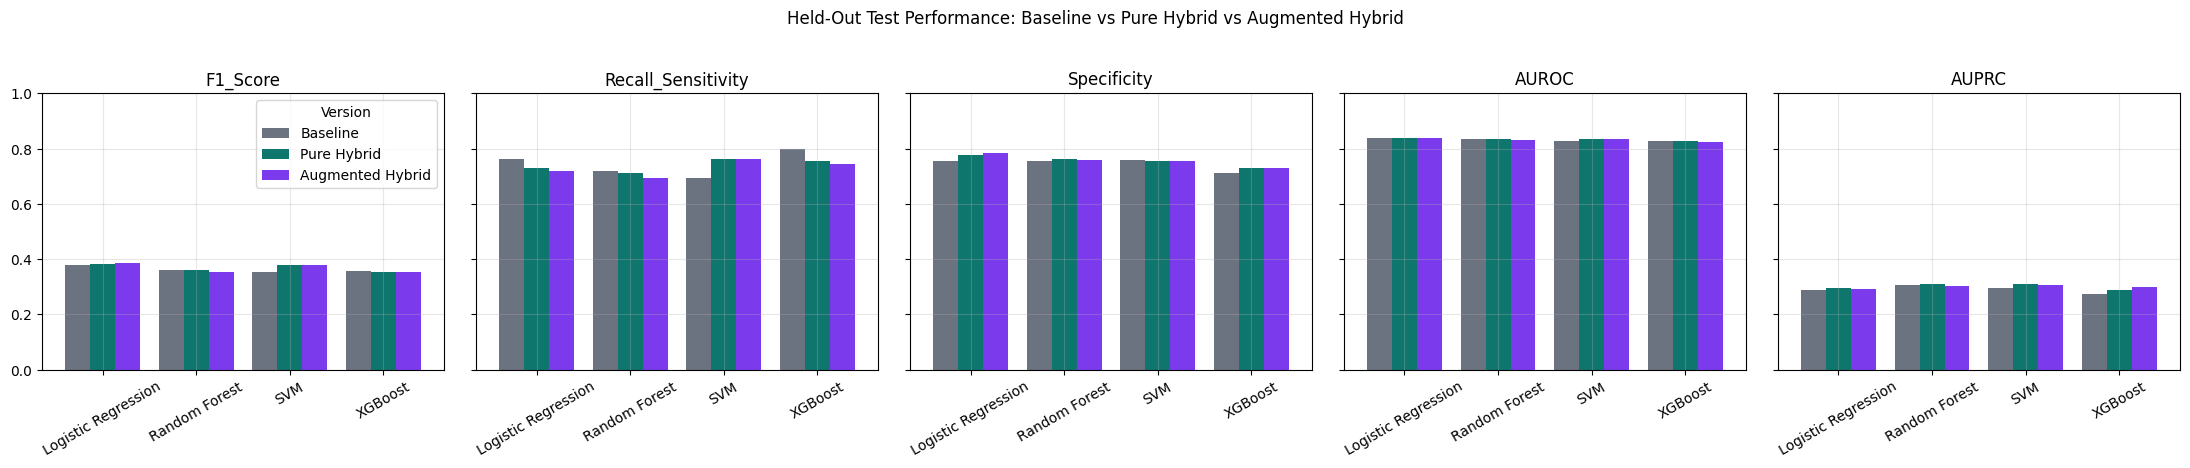 Held-Out Test Performance: Baseline vs Pure Hybrid vs Augmented Hybrid
F1_Score
Version
Baseline
Pure Hybrid
Augmented Hybrid
1.0
0.8
0.6
0.4
0.2
0.0
Logistic Regression
Random Forest
SVM
XGBoost
Recall_Sensitivity
Logistic Regression
Random Forest
SVM
XGBoost
Specificity
Logistic Regression
Random Forest
SVM
XGBoost
AUROC
Logistic Regression
Random Forest
SVM
XGBoost
AUPRC
Logistic Regression
Random Forest
SVM
XGBoost